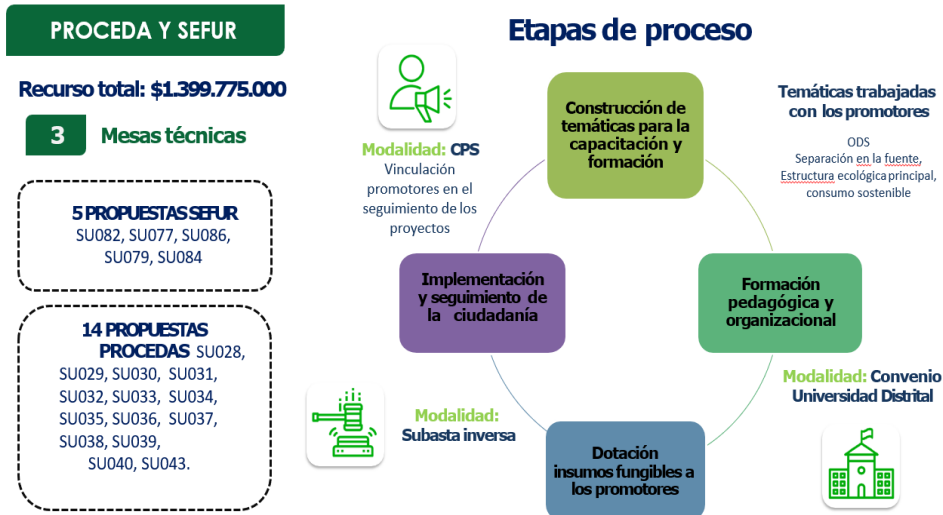 PROCEDA Y SEFUR
Recurso total: $1.399.775.000
3 Mesas técnicas
5 PROPUESTAS SEFUR
SU082, SU077, SU086,
SU079, SU084
14 PROPUESTAS
PROCEDAS SU028,
SU029, SU030, SU031,
SU032, SU033, SU034,
SU035, SU036, SU037,
SU038, SU039,
SU040, SU043.
Etapas de proceso
Modalidad: CPS
Vinculación
promotores en el
seguimiento de los
proyectos
Construcción de
temáticas para la
capacitación y
formación
Temáticas trabajadas
con los promotores
ODS
Separación en la fuente,
Estructura ecológica principal,
consumo sostenible
Implementación
y seguimiento de
la ciudadanía
Formación
pedagógica y
organizacional
Modalidad: Convenio
Universidad Distrital
Modalidad:
Subasta inversa
Dotación
insumos fungibles a
los promotores